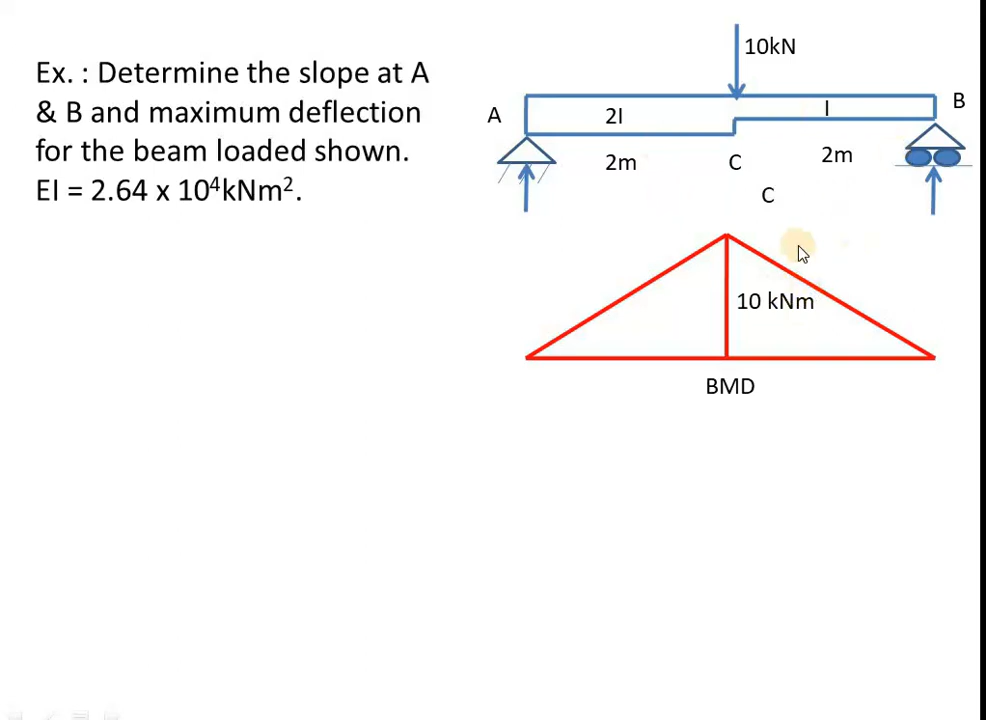 Ex. : Determine the slope at A
& B and maximum deflection
for the beam loaded shown.
EI = 2.64 x 10⁴kNm².
10kN
A
2I
I
B
2m
C
2m
C
10 kNm
BMD